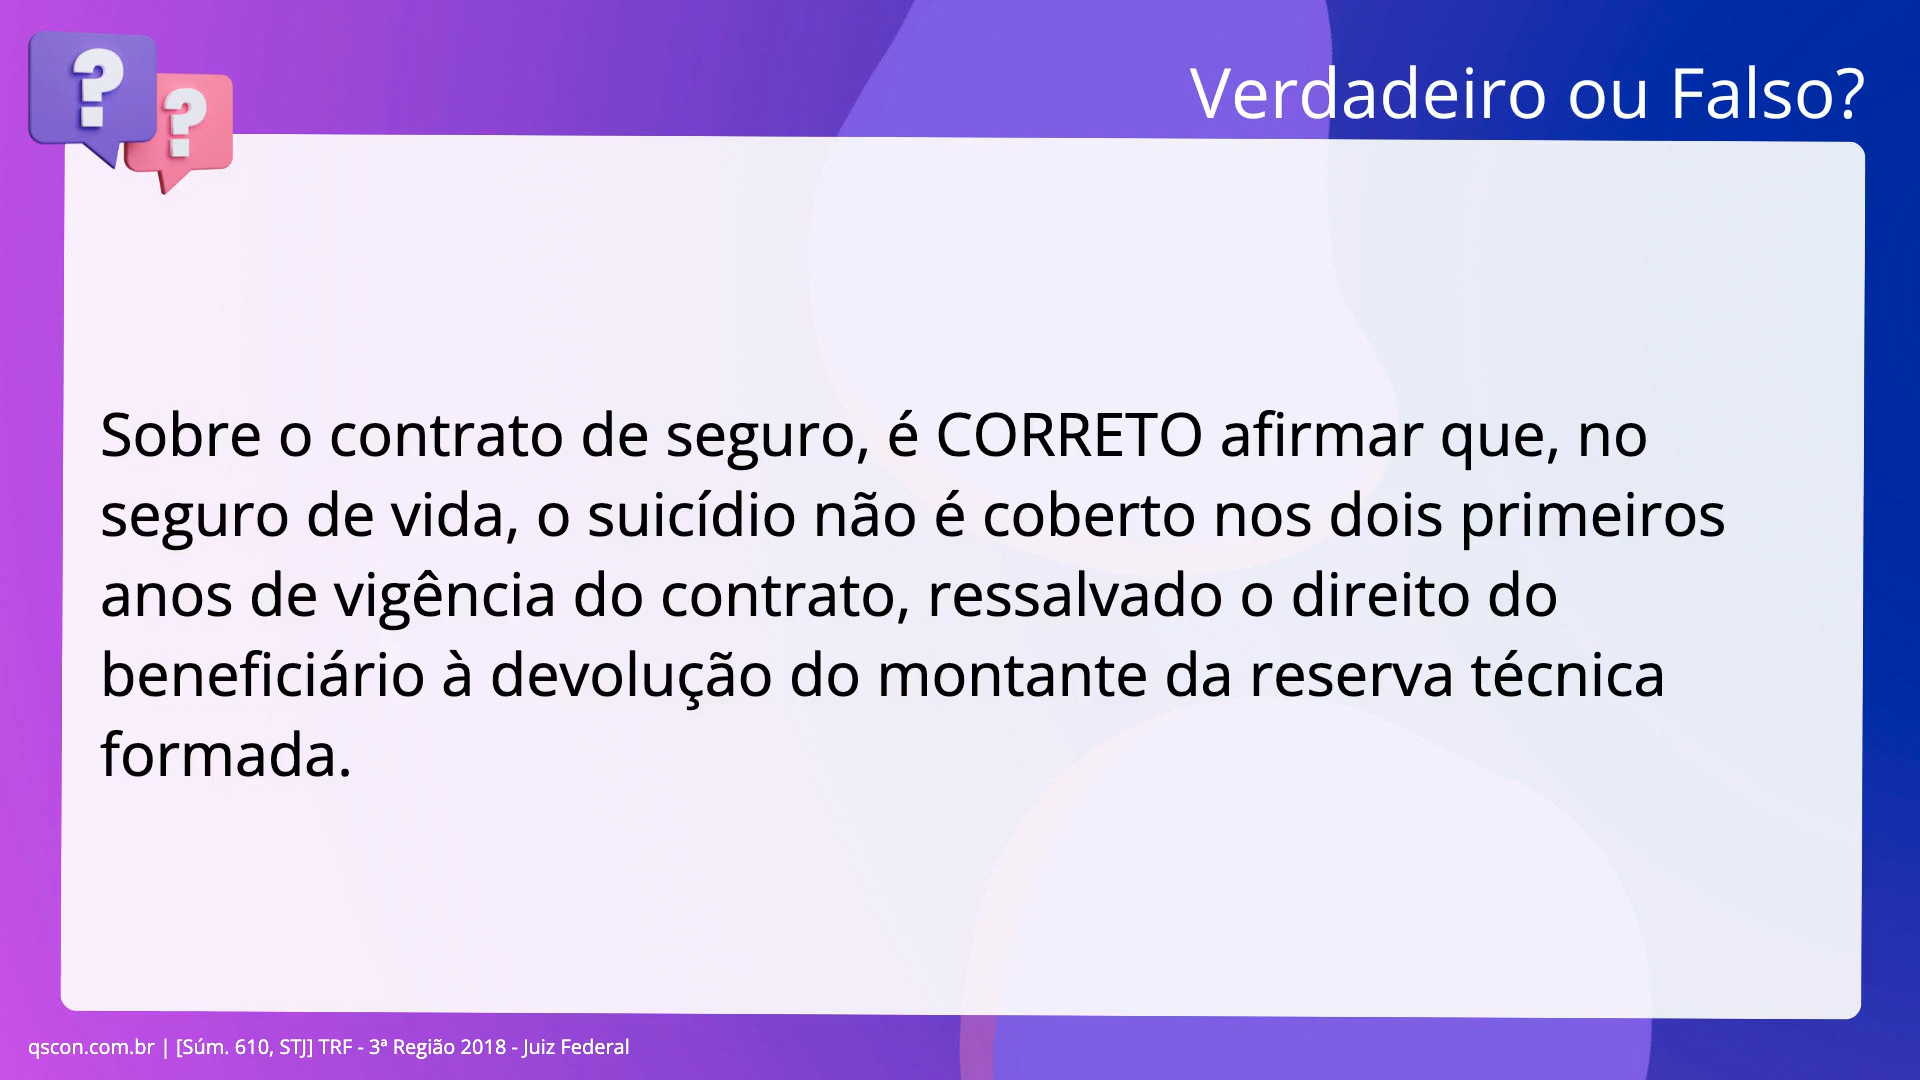 Verdadeiro ou Falso?
Sobre o contrato de seguro, é CORRETO afirmar que, no
seguro de vida, o suicídio não é coberto nos dois primeiros
anos de vigência do contrato, ressalvado o direito do
beneficiário à devolução do montante da reserva técnica
formada.
qscon.com.br | [Súm. 610, STJ] TRF - 3ª Região 2018 - Juiz Federal